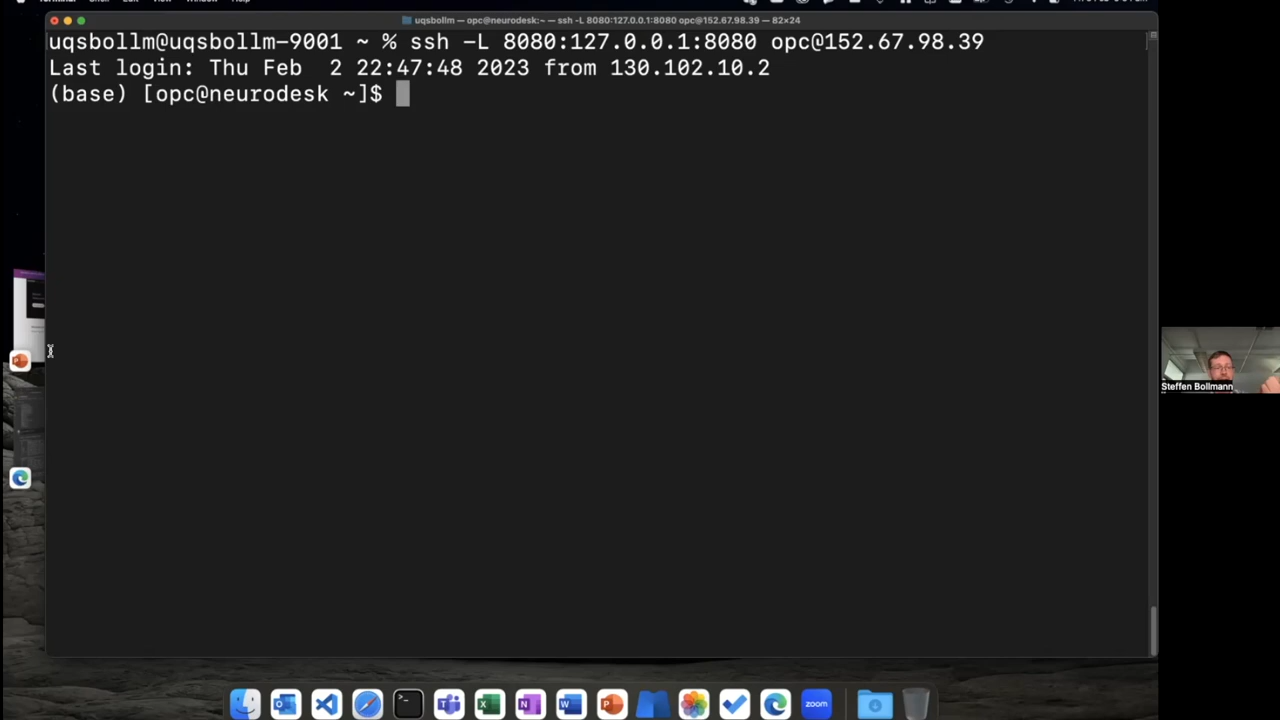 uqsbollm — opc@neurodesk:~ — ssh -L 8080:127.0.0.1:8080 opc@152.67.98.39 — 82×24
uqsbollm@uqsbollm-9001 ~ % ssh -L 8080:127.0.0.1:8080 opc@152.67.98.39
Last login: Thu Feb  2 22:47:48 2023 from 130.102.10.2
(base) [opc@neurodesk ~]$
Steffen Bollmann
zoom